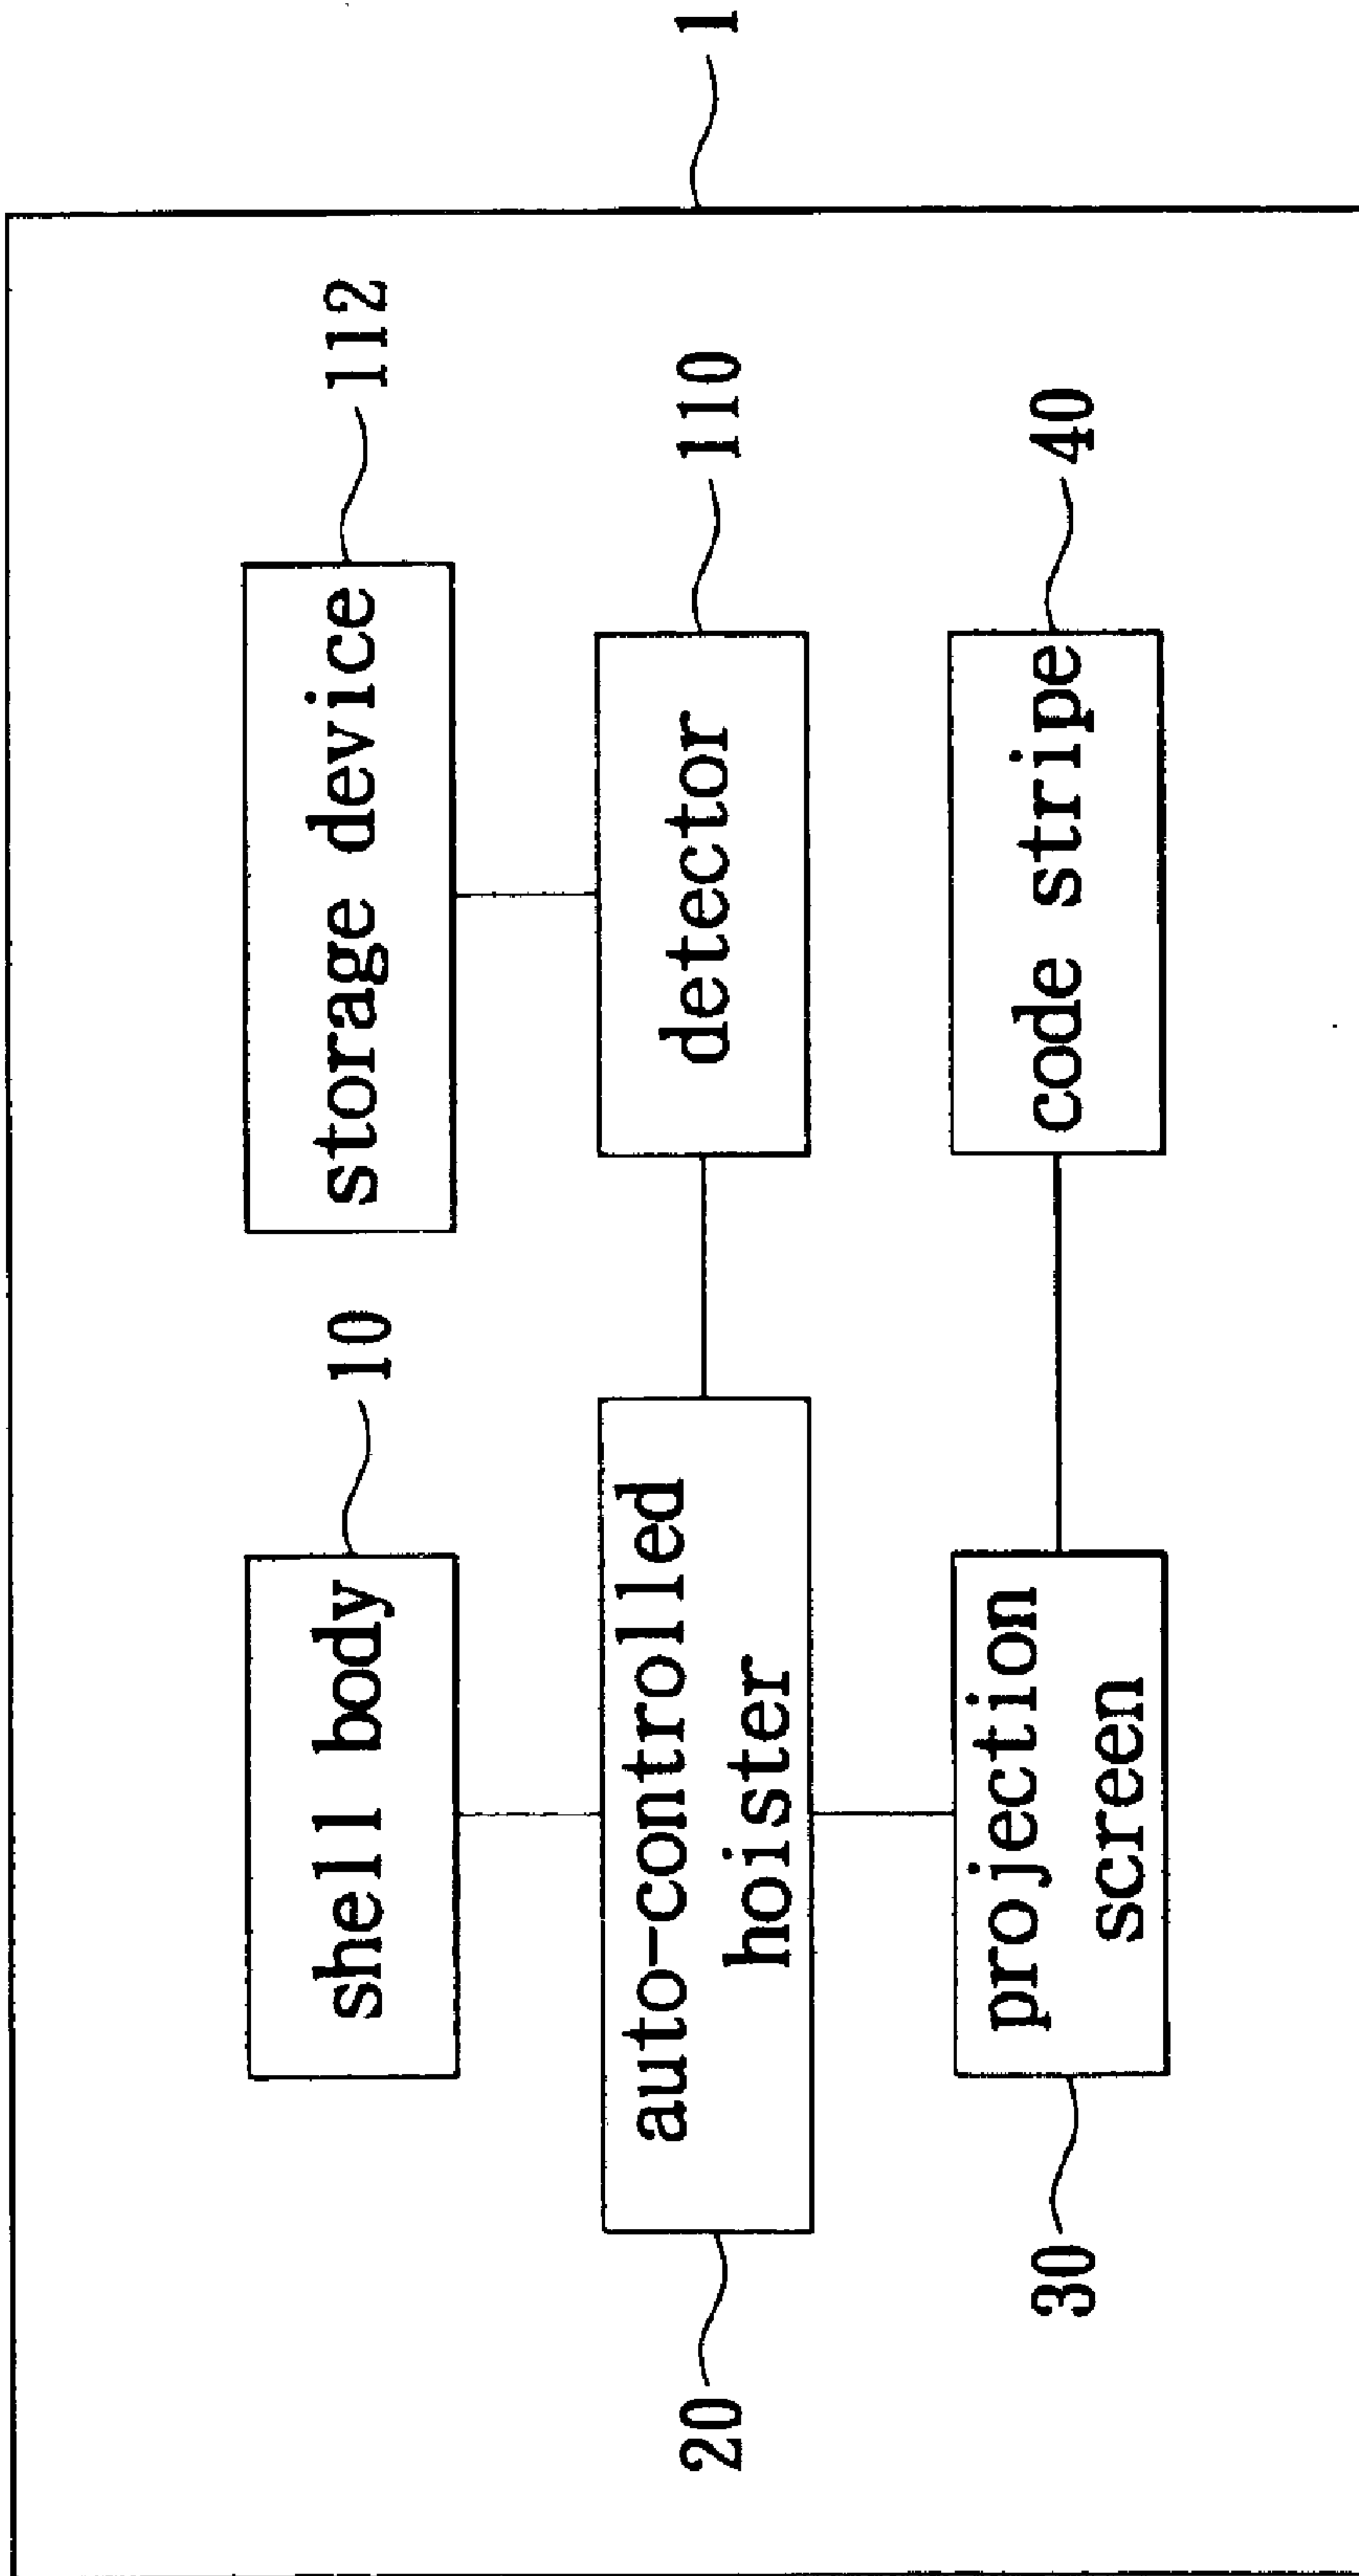 1
shell body
10
storage device
112
20
auto-controlled
hoister
detector
110
30
projection
screen
code stripe
40